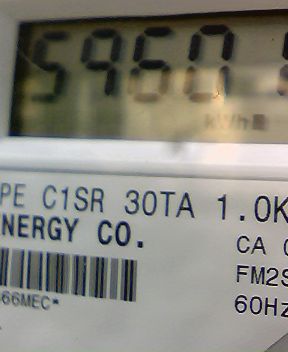 5960
kWh
PE C1SR 30TA 1.0K
ENERGY CO.
CA
66MEC*
FM2S
60Hz